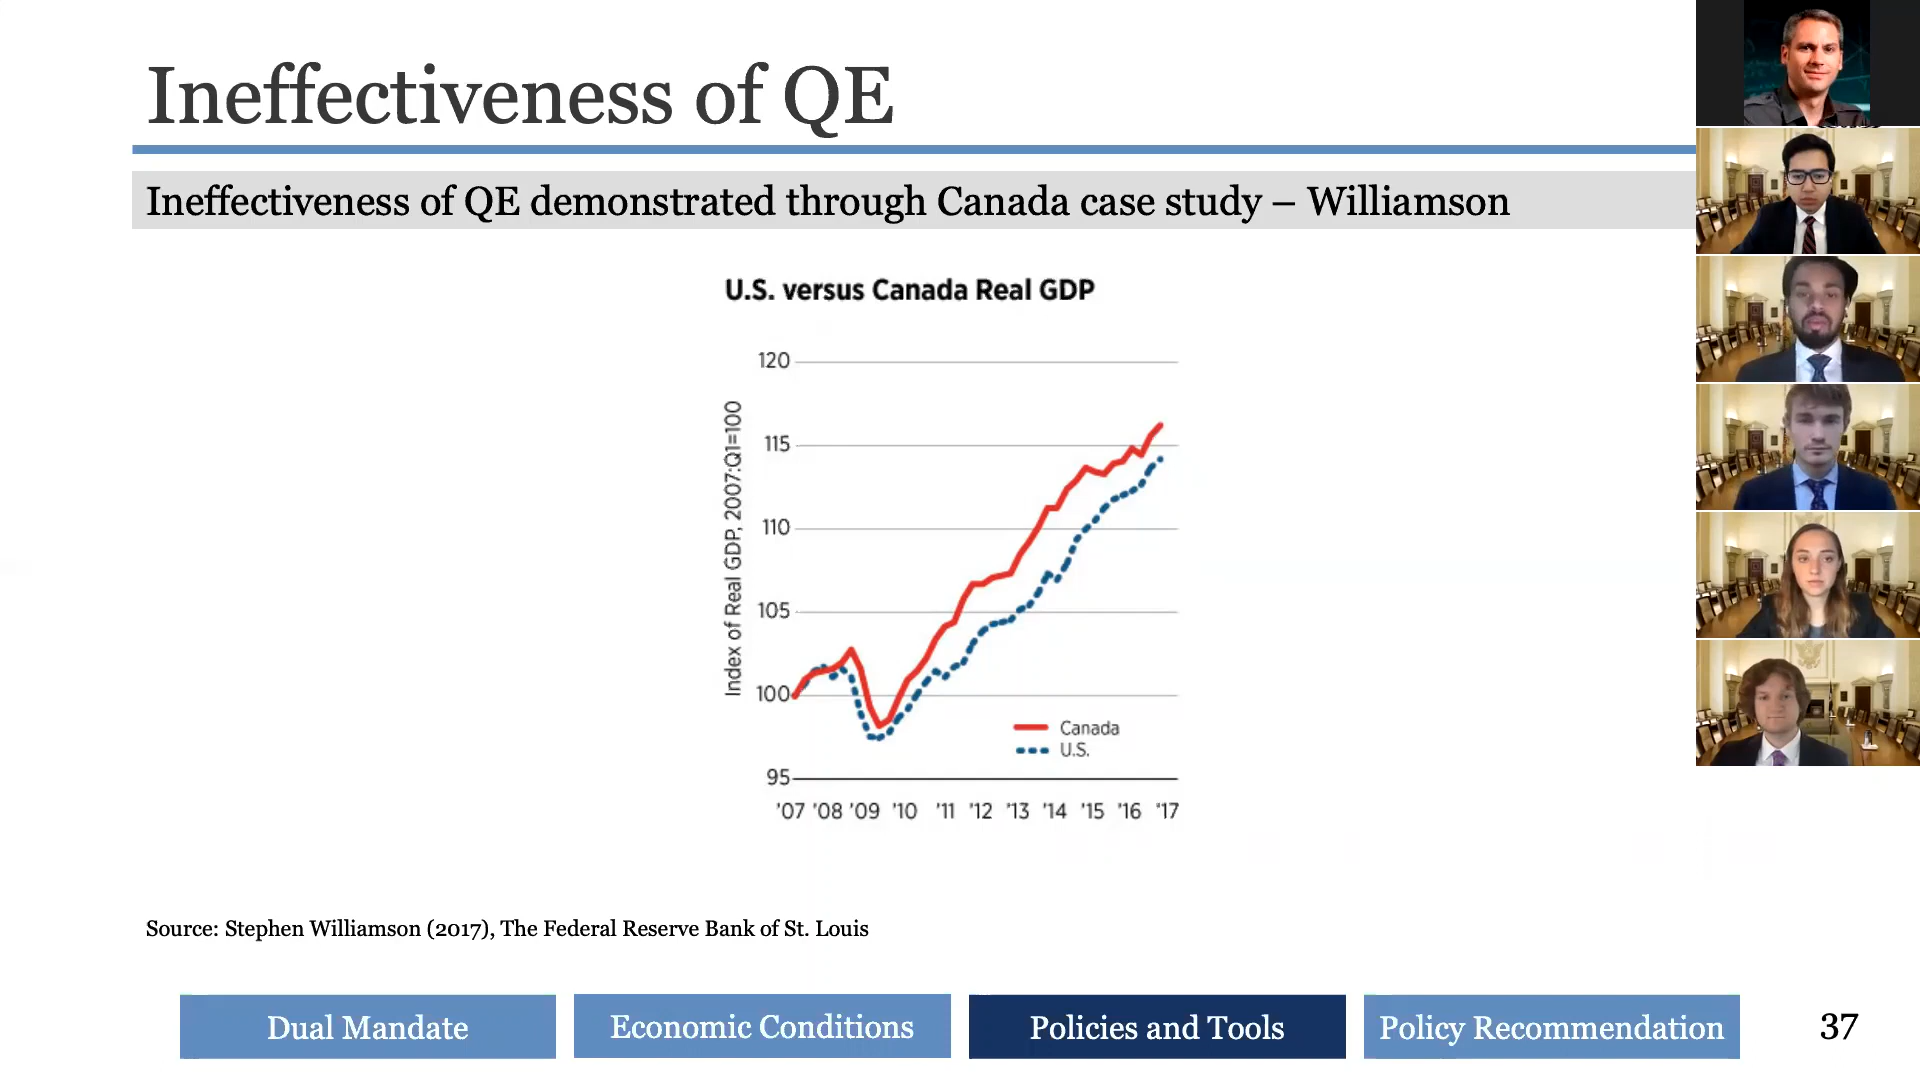 Ineffectiveness of QE
Ineffectiveness of QE demonstrated through Canada case study – Williamson
U.S. versus Canada Real GDP
Index of Real GDP, 2007:Q1=100
120
115
110
105
100
95
Canada
U.S.
'07 '08 '09 '10 '11 '12 '13 '14 '15 '16 '17
Source: Stephen Williamson (2017), The Federal Reserve Bank of St. Louis
Dual Mandate
Economic Conditions
Policies and Tools
Policy Recommendation
37